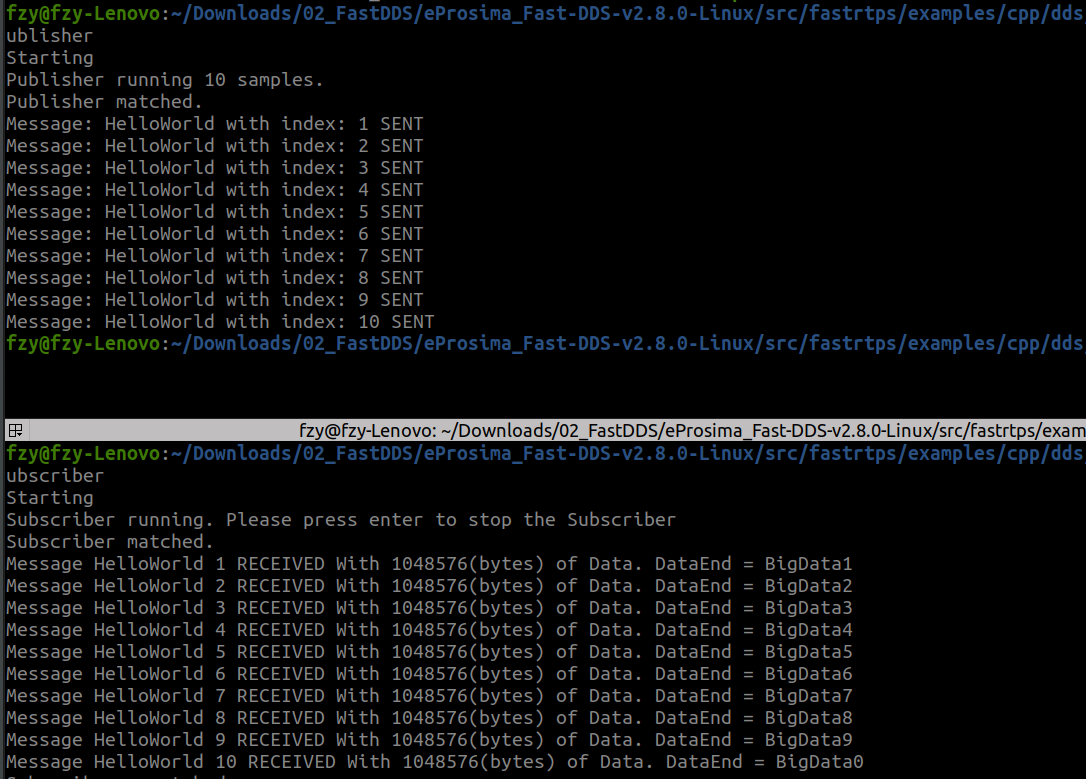 fzy@fzy-Lenovo:~/Downloads/02_FastDDS/eProsima_Fast-DDS-v2.8.0-Linux/src/fastrtps/examples/cpp/dds
ublisher
Starting
Publisher running 10 samples.
Publisher matched.
Message: HelloWorld with index: 1 SENT
Message: HelloWorld with index: 2 SENT
Message: HelloWorld with index: 3 SENT
Message: HelloWorld with index: 4 SENT
Message: HelloWorld with index: 5 SENT
Message: HelloWorld with index: 6 SENT
Message: HelloWorld with index: 7 SENT
Message: HelloWorld with index: 8 SENT
Message: HelloWorld with index: 9 SENT
Message: HelloWorld with index: 10 SENT
fzy@fzy-Lenovo:~/Downloads/02_FastDDS/eProsima_Fast-DDS-v2.8.0-Linux/src/fastrtps/examples/cpp/dds
fzy@fzy-Lenovo: ~/Downloads/02_FastDDS/eProsima_Fast-DDS-v2.8.0-Linux/src/fastrtps/exam
fzy@fzy-Lenovo:~/Downloads/02_FastDDS/eProsima_Fast-DDS-v2.8.0-Linux/src/fastrtps/examples/cpp/dds
ubscriber
Starting
Subscriber running. Please press enter to stop the Subscriber
Subscriber matched.
Message HelloWorld 1 RECEIVED With 1048576(bytes) of Data. DataEnd = BigData1
Message HelloWorld 2 RECEIVED With 1048576(bytes) of Data. DataEnd = BigData2
Message HelloWorld 3 RECEIVED With 1048576(bytes) of Data. DataEnd = BigData3
Message HelloWorld 4 RECEIVED With 1048576(bytes) of Data. DataEnd = BigData4
Message HelloWorld 5 RECEIVED With 1048576(bytes) of Data. DataEnd = BigData5
Message HelloWorld 6 RECEIVED With 1048576(bytes) of Data. DataEnd = BigData6
Message HelloWorld 7 RECEIVED With 1048576(bytes) of Data. DataEnd = BigData7
Message HelloWorld 8 RECEIVED With 1048576(bytes) of Data. DataEnd = BigData8
Message HelloWorld 9 RECEIVED With 1048576(bytes) of Data. DataEnd = BigData9
Message HelloWorld 10 RECEIVED With 1048576(bytes) of Data. DataEnd = BigData0